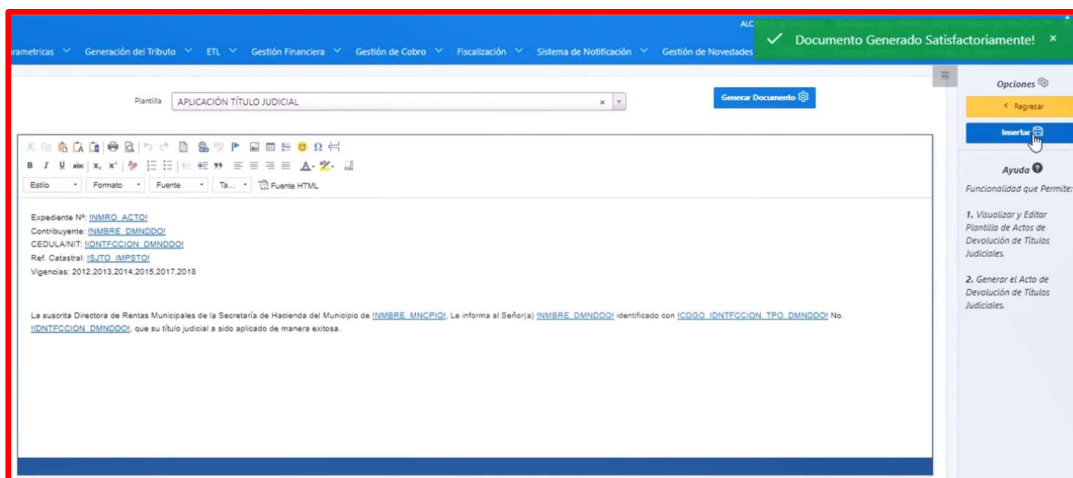 ALC
Documento Generado Satisfactoriamente! ×
arametricas Generación del Tributo ETL Gestión Financiera Gestión de Cobro Fiscalización Sistema de Notificación Gestión de Novedades
Plantilla APLICACIÓN TÍTULO JUDICIAL ×
Generar Documento
Opciones
Regresar
Insertar
B I U abc x₂ x²
Estilo Formato Fuente Ta... Fuente HTML
Expediente Nº: !NMRO_ACTO!
Contribuyente: !NMBRE_DMNDDO!
CEDULA/NIT: !IDNTFCCION_DMNDDO!
Ref. Catastral: !SJTO_IMPSTO!
Vigencias: 2012,2013,2014,2015,2017,2018
La suscrita Directora de Rentas Municipales de la Secretaría de Hacienda del Municipio de !NMBRE_MNCPIO!. Le informa al Señor(a) !NMBRE_DMNDDO! identificado con !CDGO_IDNTFCCION_TPO_DMNDDO! No.
!IDNTFCCION_DMNDDO!, que su título judicial a sido aplicado de manera exitosa.
Ayuda
Funcionalidad que Permite:
1. Visualizar y Editar
Plantilla de Actos de
Devolución de Títulos
Judiciales.
2. Generar el Acto de
Devolución de Títulos
Judiciales.